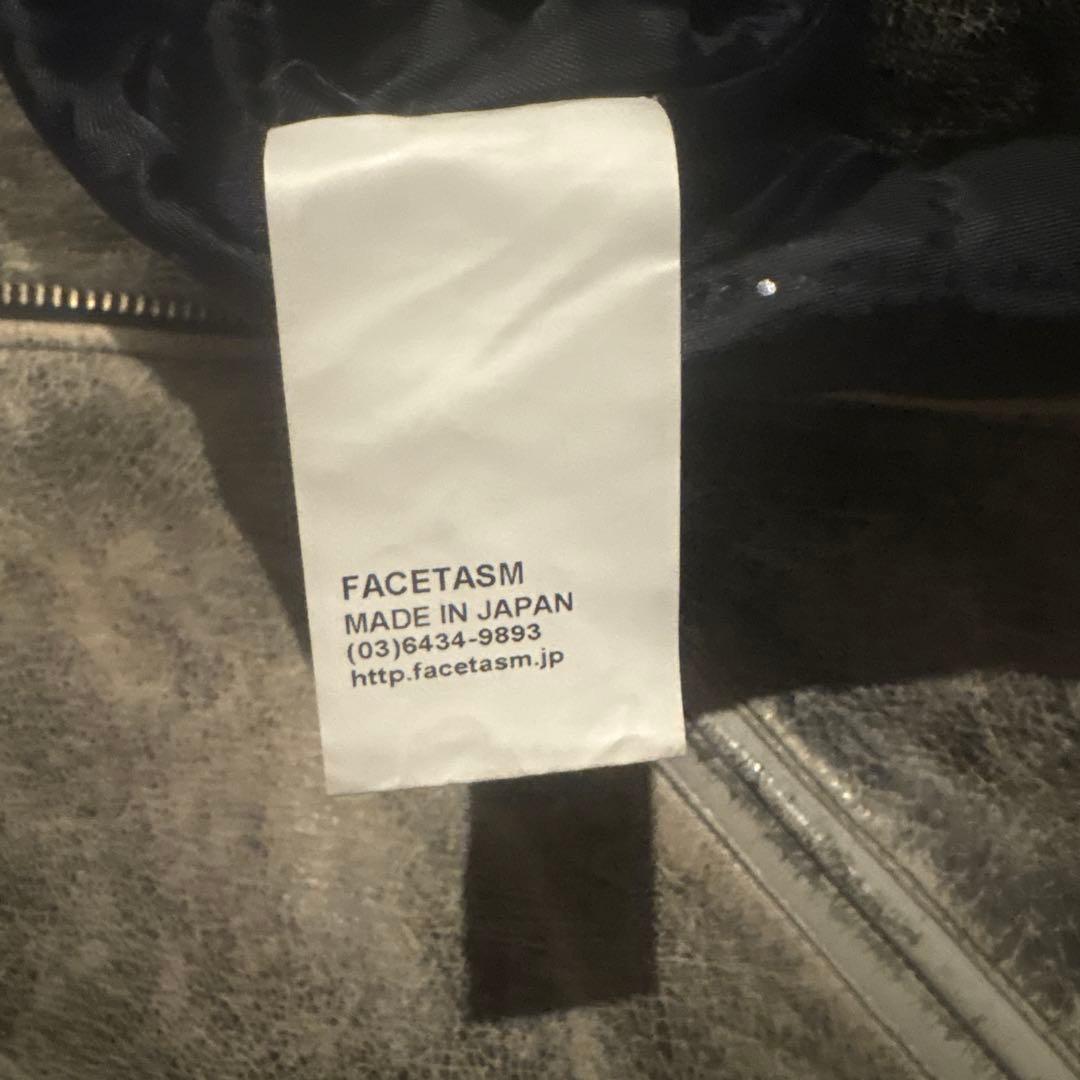 FACETASM
MADE IN JAPAN
(03)6434-9893
http.facetasm.jp